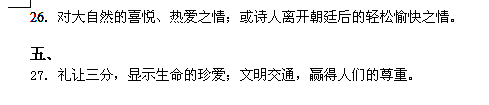 26. 对大自然的喜悦、热爱之情；或诗人离开朝廷后的轻松愉快之情。
五、
27. 礼让三分，显示生命的珍爱；文明交通，赢得人们的尊重。